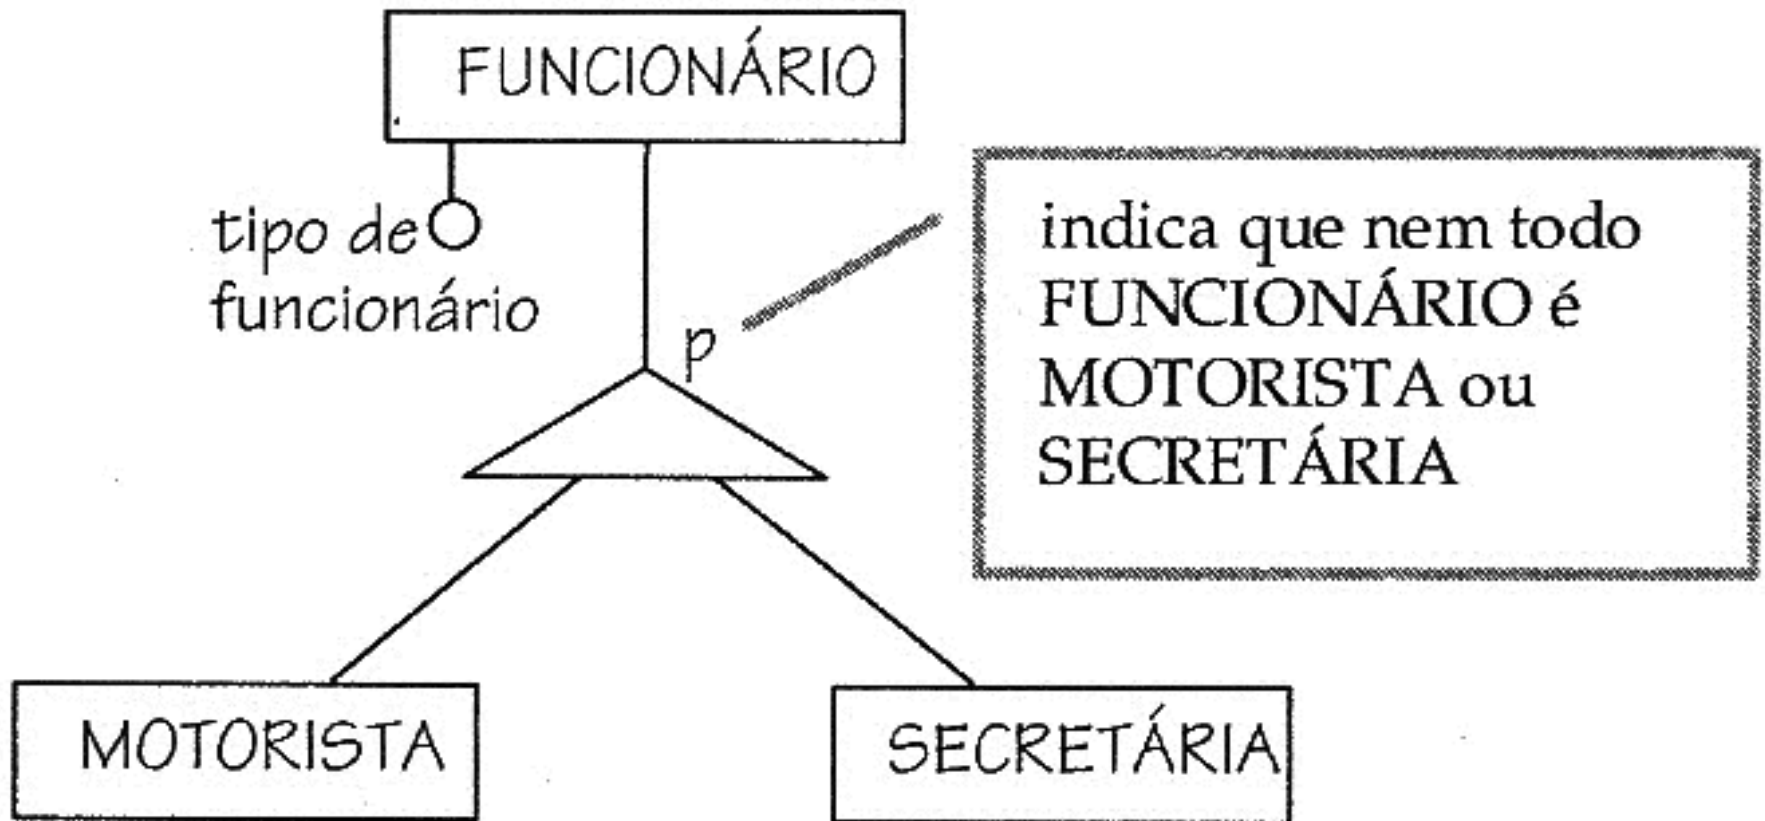 FUNCIONÁRIO
tipo de
funcionário
p
indica que nem todo
FUNCIONÁRIO é
MOTORISTA ou
SECRETÁRIA
MOTORISTA
SECRETÁRIA